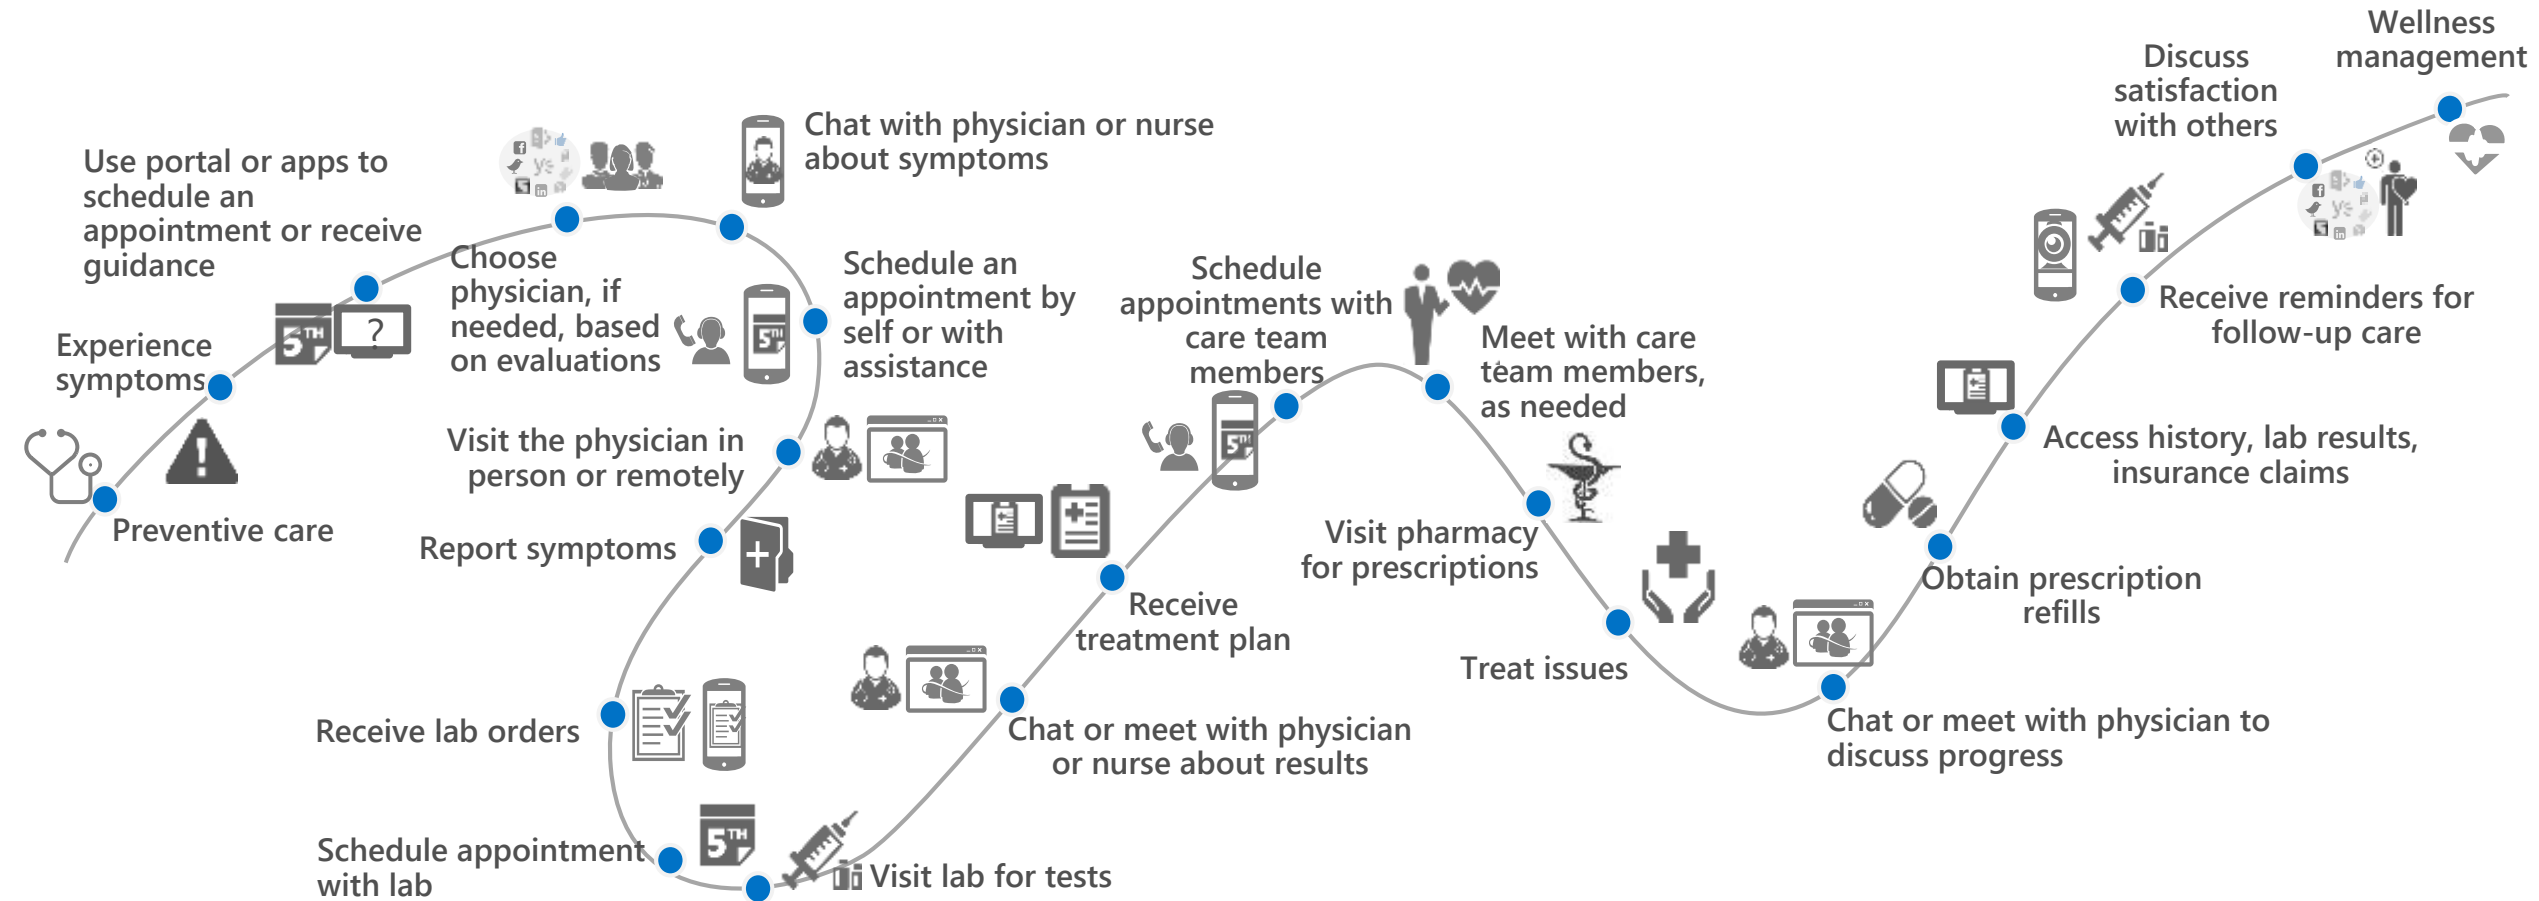 Preventive care
Experience
symptoms
Use portal or apps to
schedule an
appointment or receive
guidance
5TH
?
Choose
physician, if
needed, based
on evaluations
Chat with physician or nurse
about symptoms
Schedule an
appointment by
self or with
assistance
5TH
Visit the physician in
person or remotely
Report symptoms
Receive lab orders
Schedule appointment
with lab
5TH
Visit lab for tests
Chat or meet with physician
or nurse about results
Receive
treatment plan
Schedule
appointments with
care team
members
5TH
Meet with care
team members,
as needed
Visit pharmacy
for prescriptions
Treat issues
Chat or meet with physician to
discuss progress
Obtain prescription
refills
Access history, lab results,
insurance claims
Receive reminders for
follow-up care
Discuss
satisfaction
with others
Wellness
management